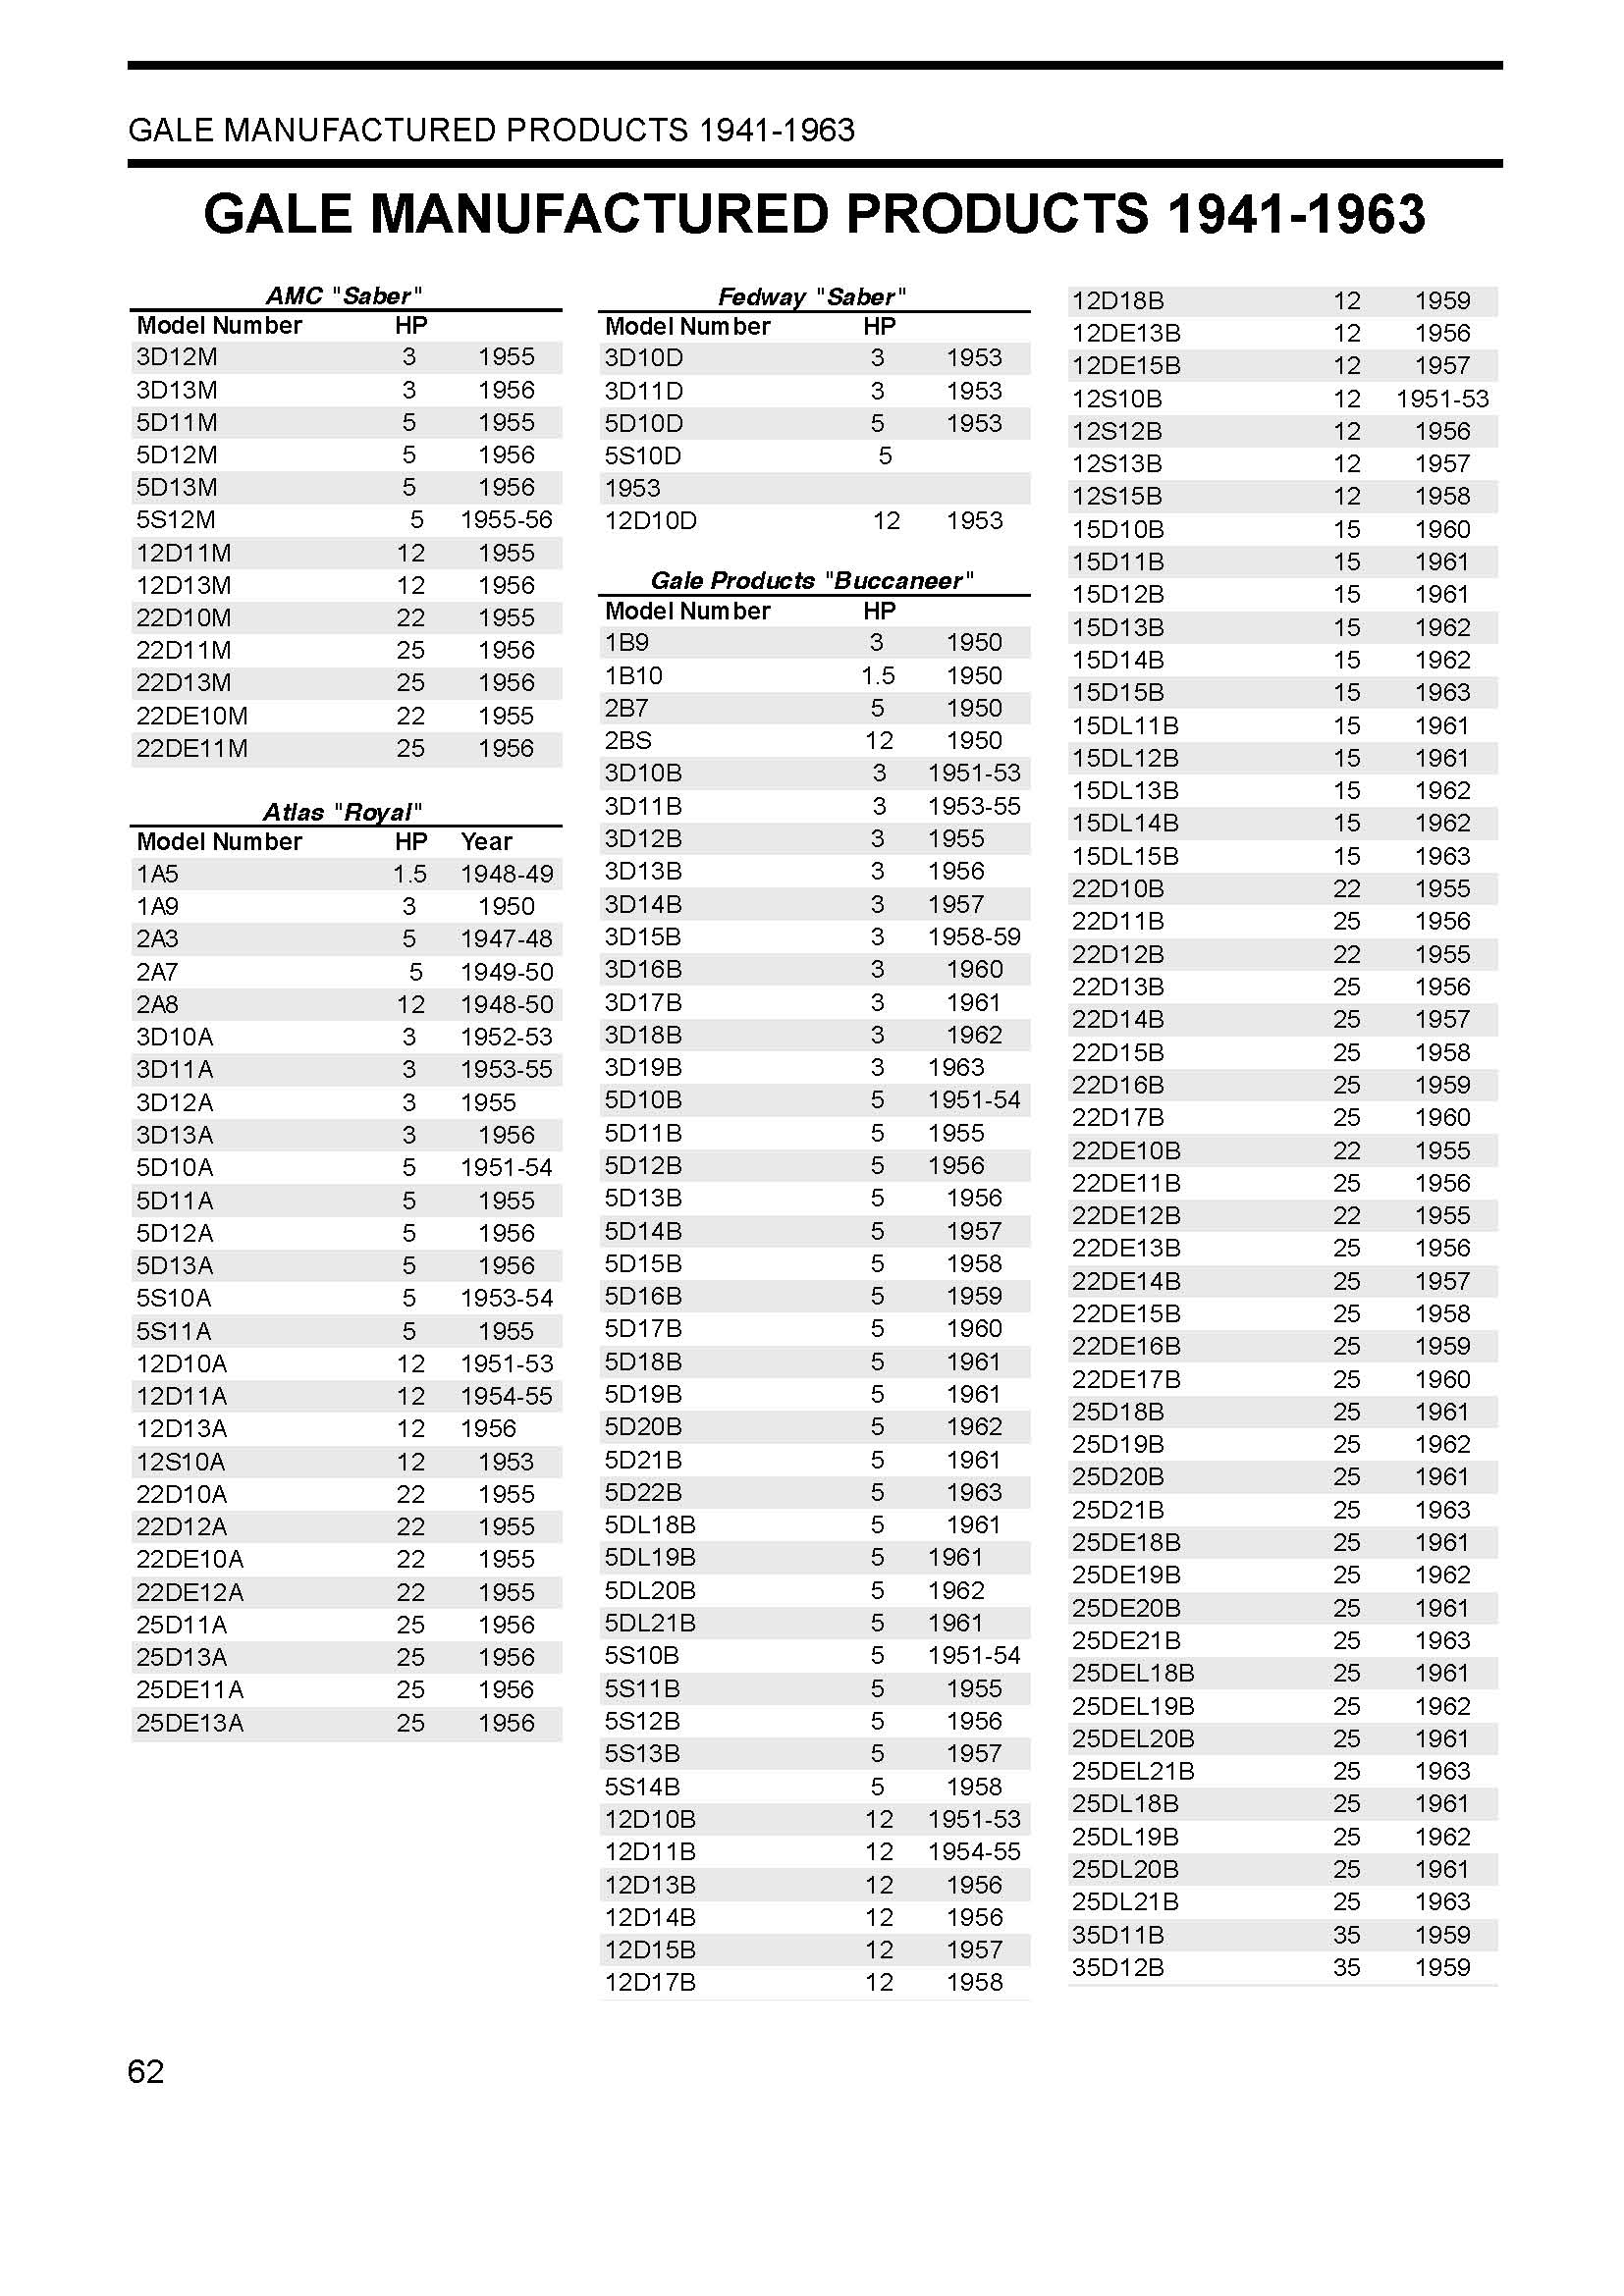 GALE MANUFACTURED PRODUCTS 1941-1963
GALE MANUFACTURED PRODUCTS 1941-1963
AMC "Saber"
Model Number HP
3D12M 3 1955
3D13M 3 1956
5D11M 5 1955
5D12M 5 1956
5D13M 5 1956
5S12M 5 1955-56
12D11M 12 1955
12D13M 12 1956
22D10M 22 1955
22D11M 25 1956
22D13M 25 1956
22DE10M 22 1955
22DE11M 25 1956
Atlas "Royal"
Model Number HP Year
1A5 1.5 1948-49
1A9 3 1950
2A3 5 1947-48
2A7 5 1949-50
2A8 12 1948-50
3D10A 3 1952-53
3D11A 3 1953-55
3D12A 3 1955
3D13A 3 1956
5D10A 5 1951-54
5D11A 5 1955
5D12A 5 1956
5D13A 5 1956
5S10A 5 1953-54
5S11A 5 1955
12D10A 12 1951-53
12D11A 12 1954-55
12D13A 12 1956
12S10A 12 1953
22D10A 22 1955
22D12A 22 1955
22DE10A 22 1955
22DE12A 22 1955
25D11A 25 1956
25D13A 25 1956
25DE11A 25 1956
25DE13A 25 1956
Fedway "Saber"
Model Number HP
3D10D 3 1953
3D11D 3 1953
5D10D 5 1953
5S10D 5
1953
12D10D 12 1953
Gale Products "Buccaneer"
Model Number HP
1B9 3 1950
1B10 1.5 1950
2B7 5 1950
2BS 12 1950
3D10B 3 1951-53
3D11B 3 1953-55
3D12B 3 1955
3D13B 3 1956
3D14B 3 1957
3D15B 3 1958-59
3D16B 3 1960
3D17B 3 1961
3D18B 3 1962
3D19B 3 1963
5D10B 5 1951-54
5D11B 5 1955
5D12B 5 1956
5D13B 5 1956
5D14B 5 1957
5D15B 5 1958
5D16B 5 1959
5D17B 5 1960
5D18B 5 1961
5D19B 5 1961
5D20B 5 1962
5D21B 5 1961
5D22B 5 1963
5DL18B 5 1961
5DL19B 5 1961
5DL20B 5 1962
5DL21B 5 1961
5S10B 5 1951-54
5S11B 5 1955
5S12B 5 1956
5S13B 5 1957
5S14B 5 1958
12D10B 12 1951-53
12D11B 12 1954-55
12D13B 12 1956
12D14B 12 1956
12D15B 12 1957
12D17B 12 1958
12D18B 12 1959
12DE13B 12 1956
12DE15B 12 1957
12S10B 12 1951-53
12S12B 12 1956
12S13B 12 1957
12S15B 12 1958
15D10B 15 1960
15D11B 15 1961
15D12B 15 1961
15D13B 15 1962
15D14B 15 1962
15D15B 15 1963
15DL11B 15 1961
15DL12B 15 1961
15DL13B 15 1962
15DL14B 15 1962
15DL15B 15 1963
22D10B 22 1955
22D11B 25 1956
22D12B 22 1955
22D13B 25 1956
22D14B 25 1957
22D15B 25 1958
22D16B 25 1959
22D17B 25 1960
22DE10B 22 1955
22DE11B 25 1956
22DE12B 22 1955
22DE13B 25 1956
22DE14B 25 1957
22DE15B 25 1958
22DE16B 25 1959
22DE17B 25 1960
25D18B 25 1961
25D19B 25 1962
25D20B 25 1961
25D21B 25 1963
25DE18B 25 1961
25DE19B 25 1962
25DE20B 25 1961
25DE21B 25 1963
25DEL18B 25 1961
25DEL19B 25 1962
25DEL20B 25 1961
25DEL21B 25 1963
25DL18B 25 1961
25DL19B 25 1962
25DL20B 25 1961
25DL21B 25 1963
35D11B 35 1959
35D12B 35 1959
62